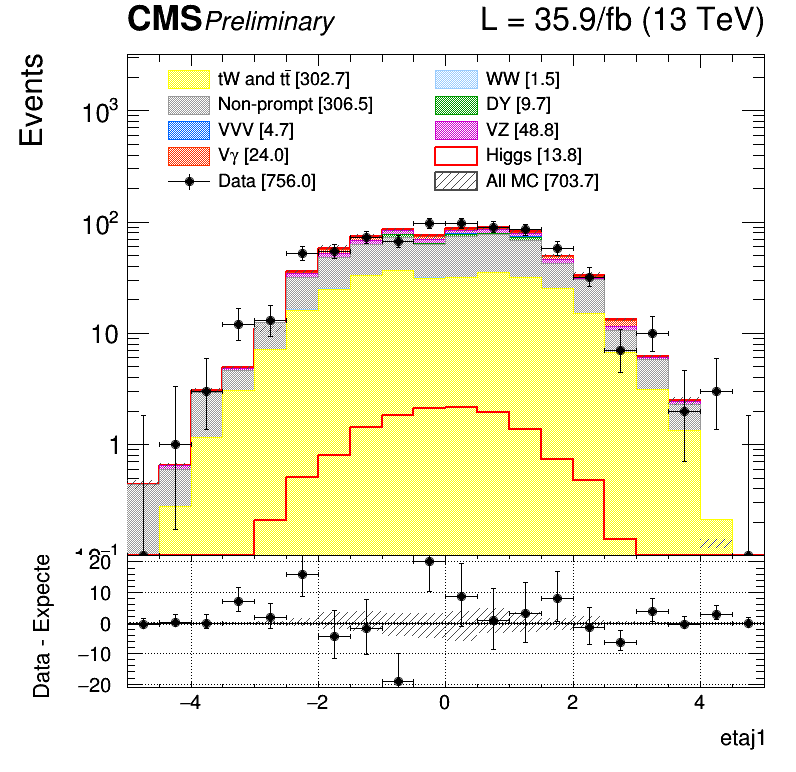 CMS Preliminary L = 35.9/fb (13 TeV)
Events
tW and tt̄ [302.7] WW [1.5]
Non-prompt [306.5] DY [9.7]
VVV [4.7] VZ [48.8]
Vγ [24.0] Higgs [13.8]
Data [756.0] All MC [703.7]
10³
10²
10
1
20
10
0
−10
−20
Data - Expecte
−4 −2 0 2 4
etaj1